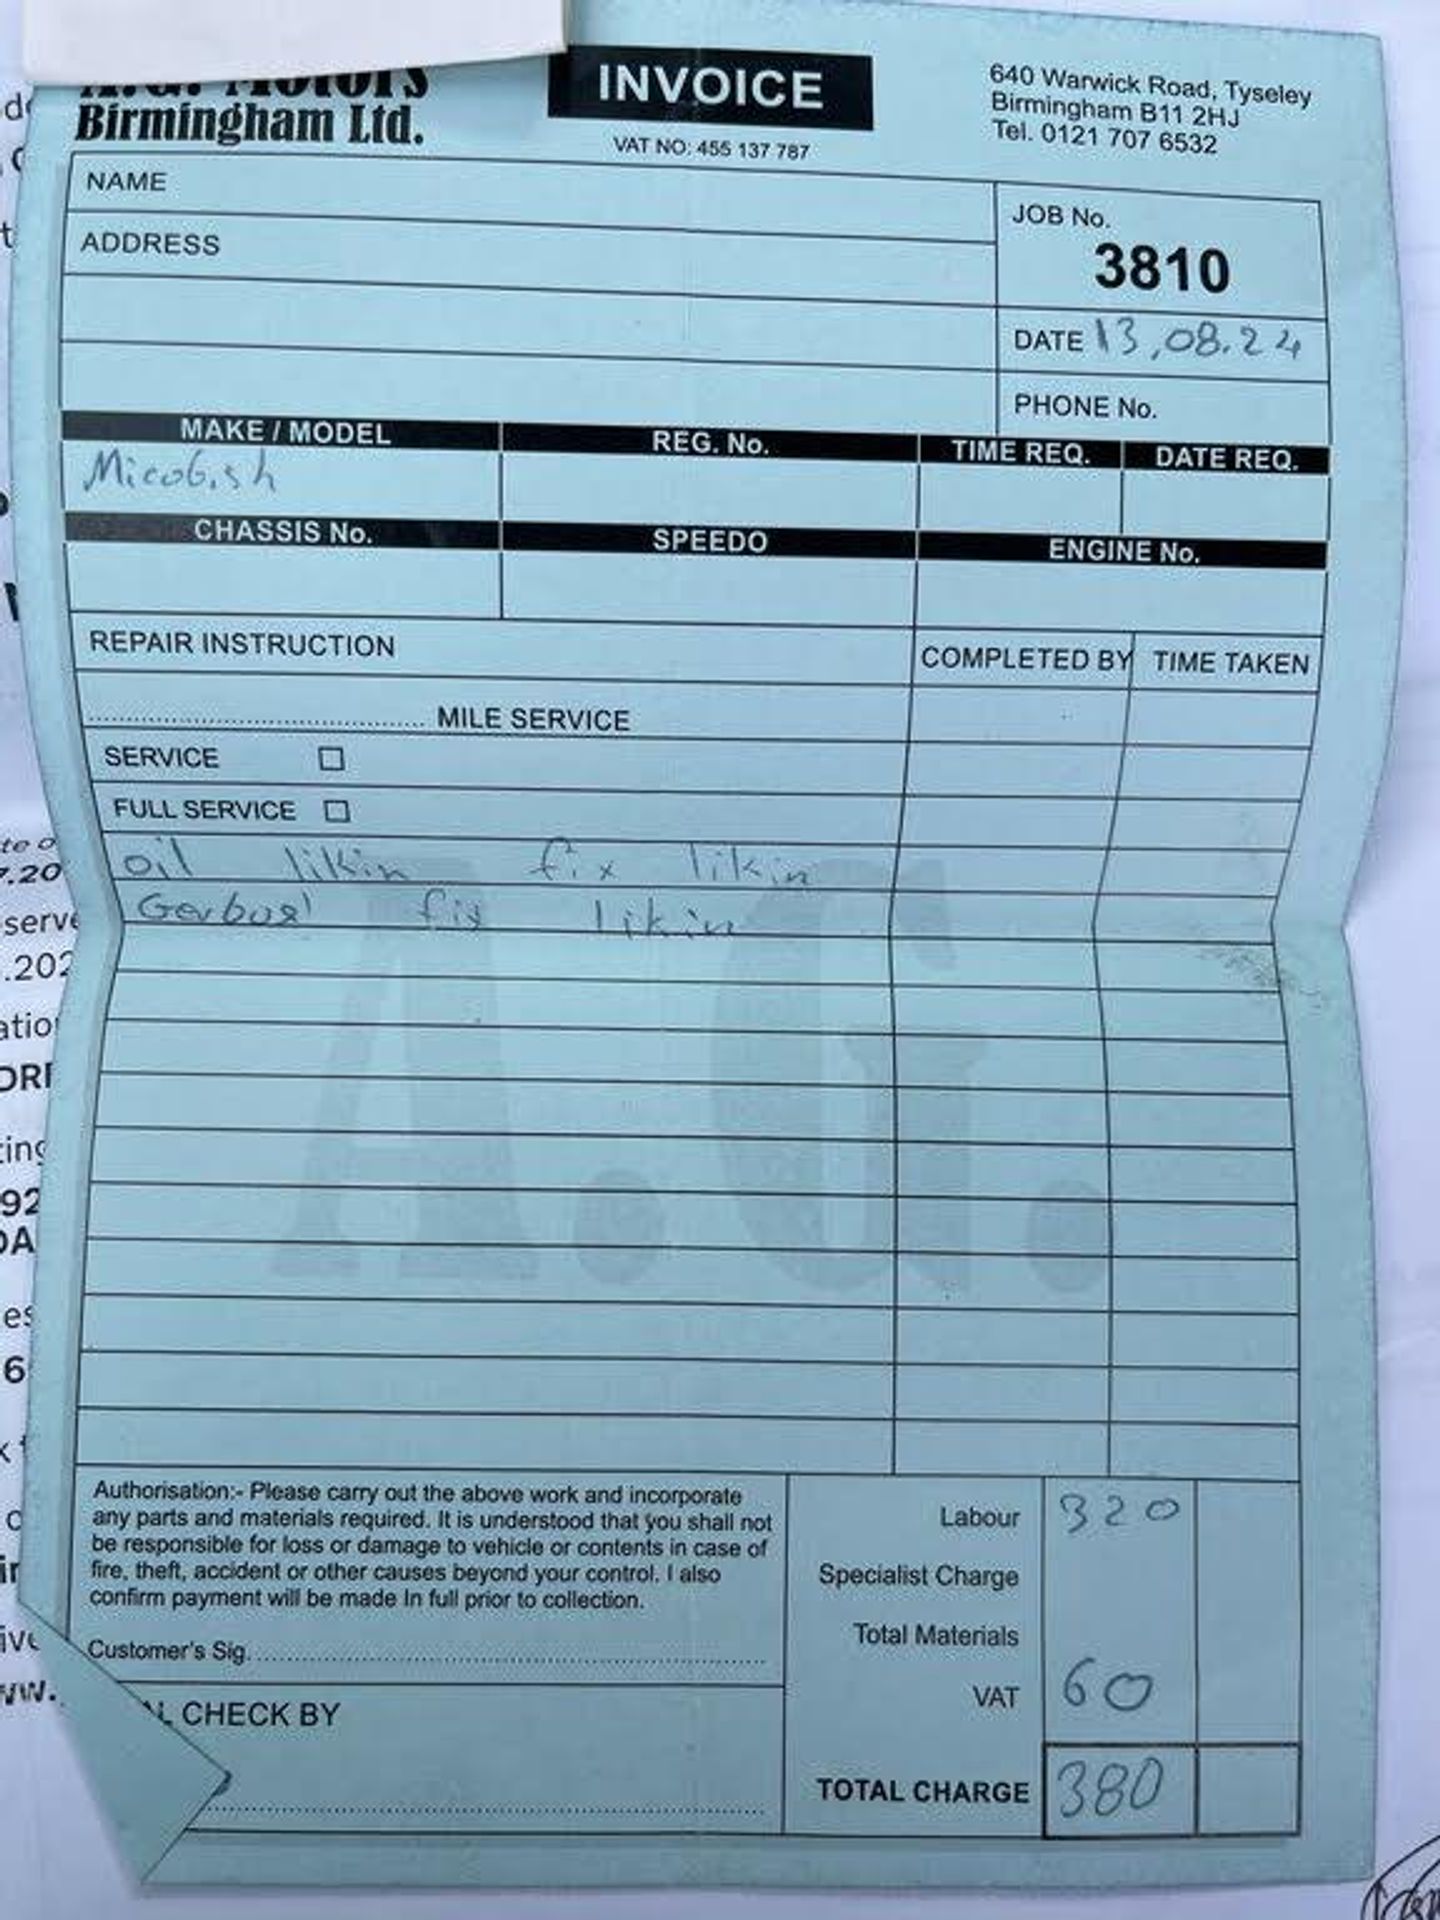 A.G. Motors
Birmingham Ltd.
INVOICE
VAT NO: 455 137 787
640 Warwick Road, Tyseley
Birmingham B11 2HJ
Tel. 0121 707 6532
NAME
ADDRESS
JOB No.
3810
DATE 13.08.24
PHONE No.
MAKE / MODEL
REG. No.
TIME REQ.
DATE REQ.
Micobish
CHASSIS No.
SPEEDO
ENGINE No.
REPAIR INSTRUCTION
COMPLETED BY
TIME TAKEN
MILE SERVICE
SERVICE
FULL SERVICE
oil likin fix likin
fix likin
A.G.
Authorisation:- Please carry out the above work and incorporate
any parts and materials required. It is understood that you shall not
be responsible for loss or damage to vehicle or contents in case of
fire, theft, accident or other causes beyond your control. I also
confirm payment will be made In full prior to collection.
Customer's Sig.
CHECK BY
Labour 320
Specialist Charge
Total Materials
VAT 60
TOTAL CHARGE 380